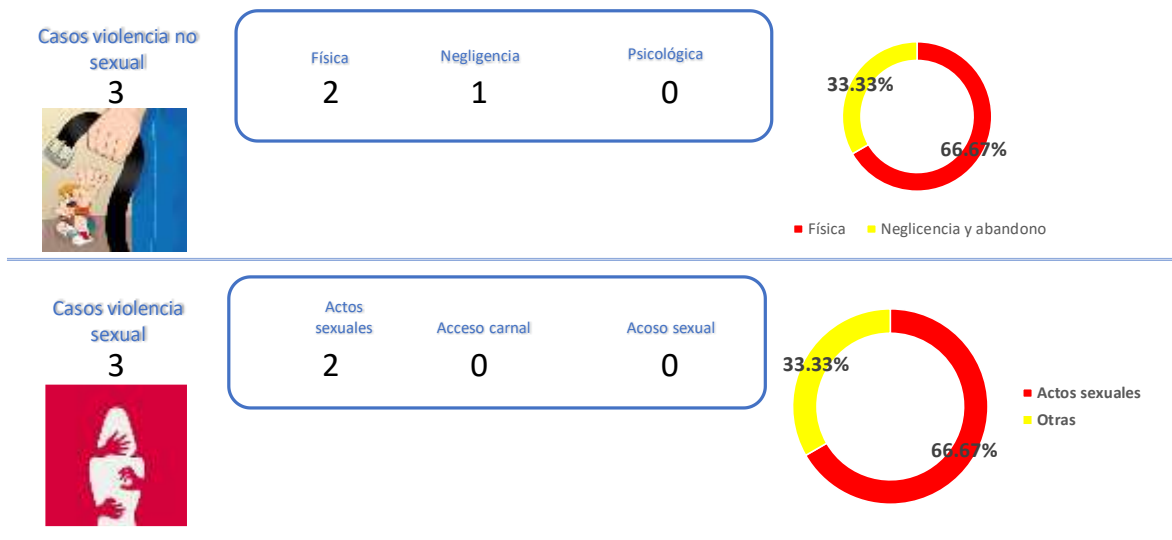 Casos violencia no
sexual
3
Física
Negligencia
Psicológica
2
1
0
33.33%
66.67%
Física
Neglicencia y abandono
Casos violencia
sexual
3
Actos
sexuales
Acceso carnal
Acoso sexual
2
0
0
33.33%
66.67%
Actos sexuales
Otras